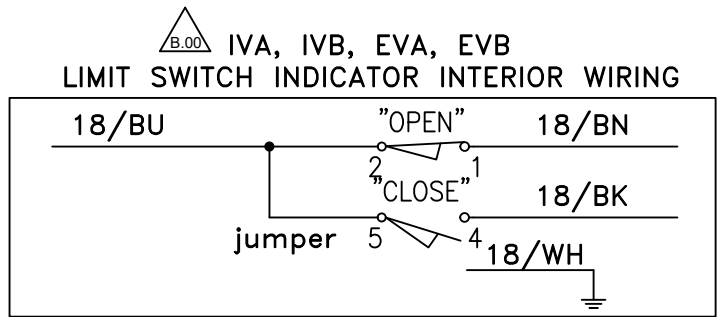 B.00 IVA, IVB, EVA, EVB
LIMIT SWITCH INDICATOR INTERIOR WIRING
18/BU "OPEN" 18/BN
2 1
"CLOSE" 18/BK
jumper 5 4
18/WH